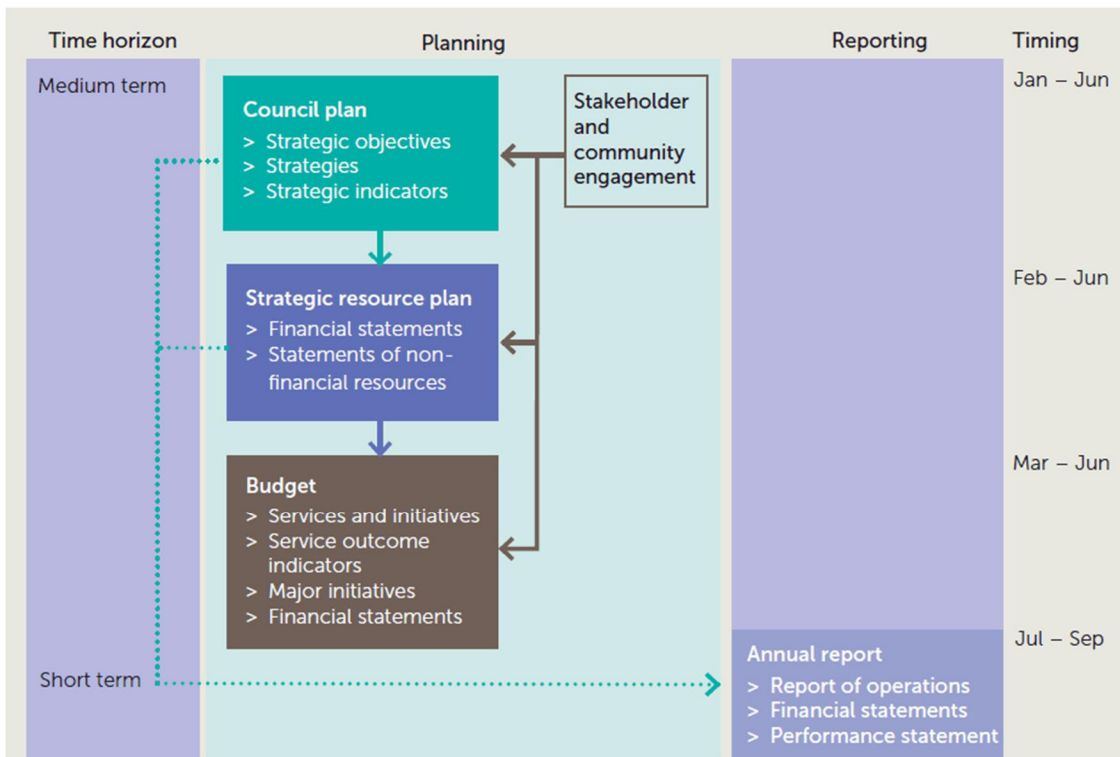 Time horizon
Planning
Reporting
Timing
Medium term
Council plan
> Strategic objectives
> Strategies
> Strategic indicators
Stakeholder
and
community
engagement
Jan – Jun
Strategic resource plan
> Financial statements
> Statements of non-
financial resources
Feb – Jun
Budget
> Services and initiatives
> Service outcome
indicators
> Major initiatives
> Financial statements
Mar – Jun
Short term
Annual report
> Report of operations
> Financial statements
> Performance statement
Jul – Sep